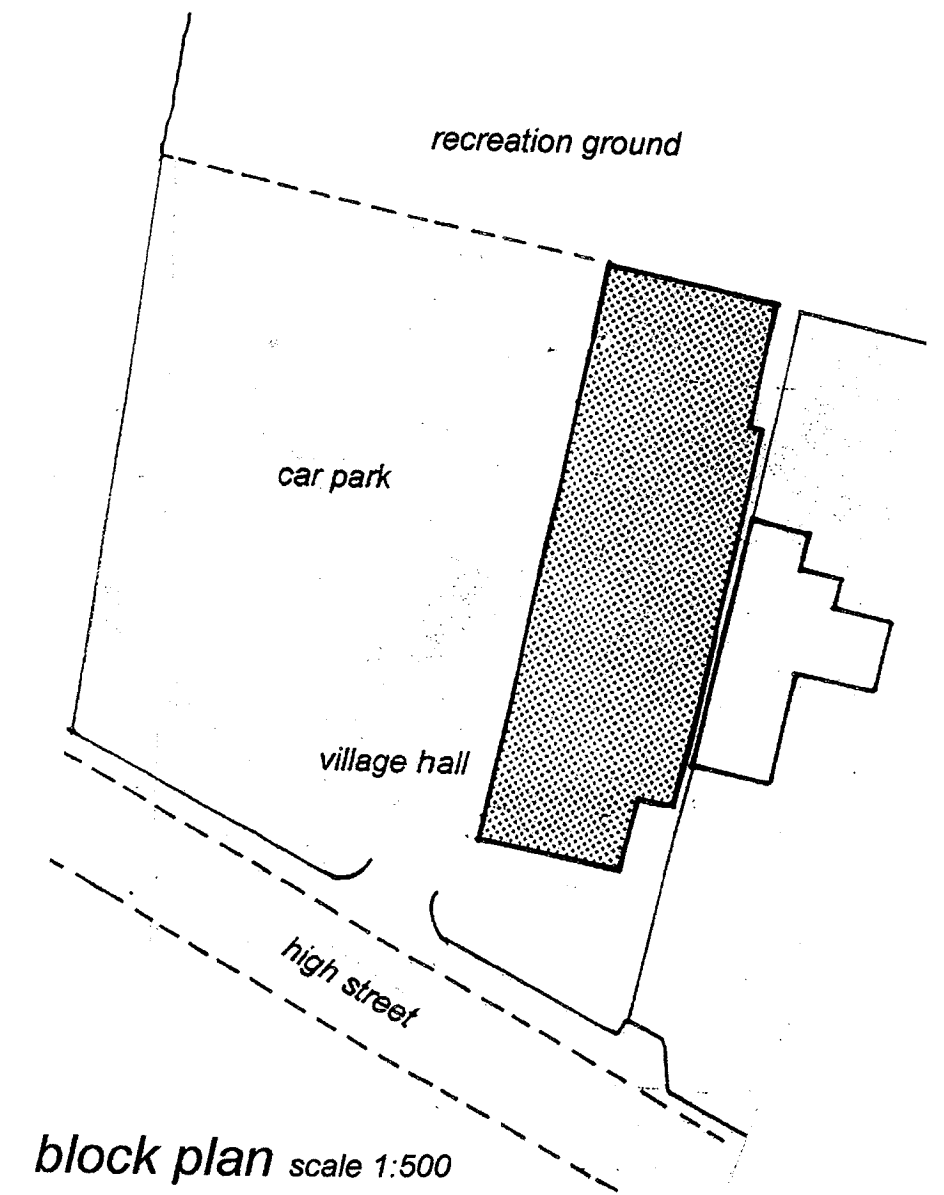 recreation ground
car park
village hall
high street
block plan scale 1:500